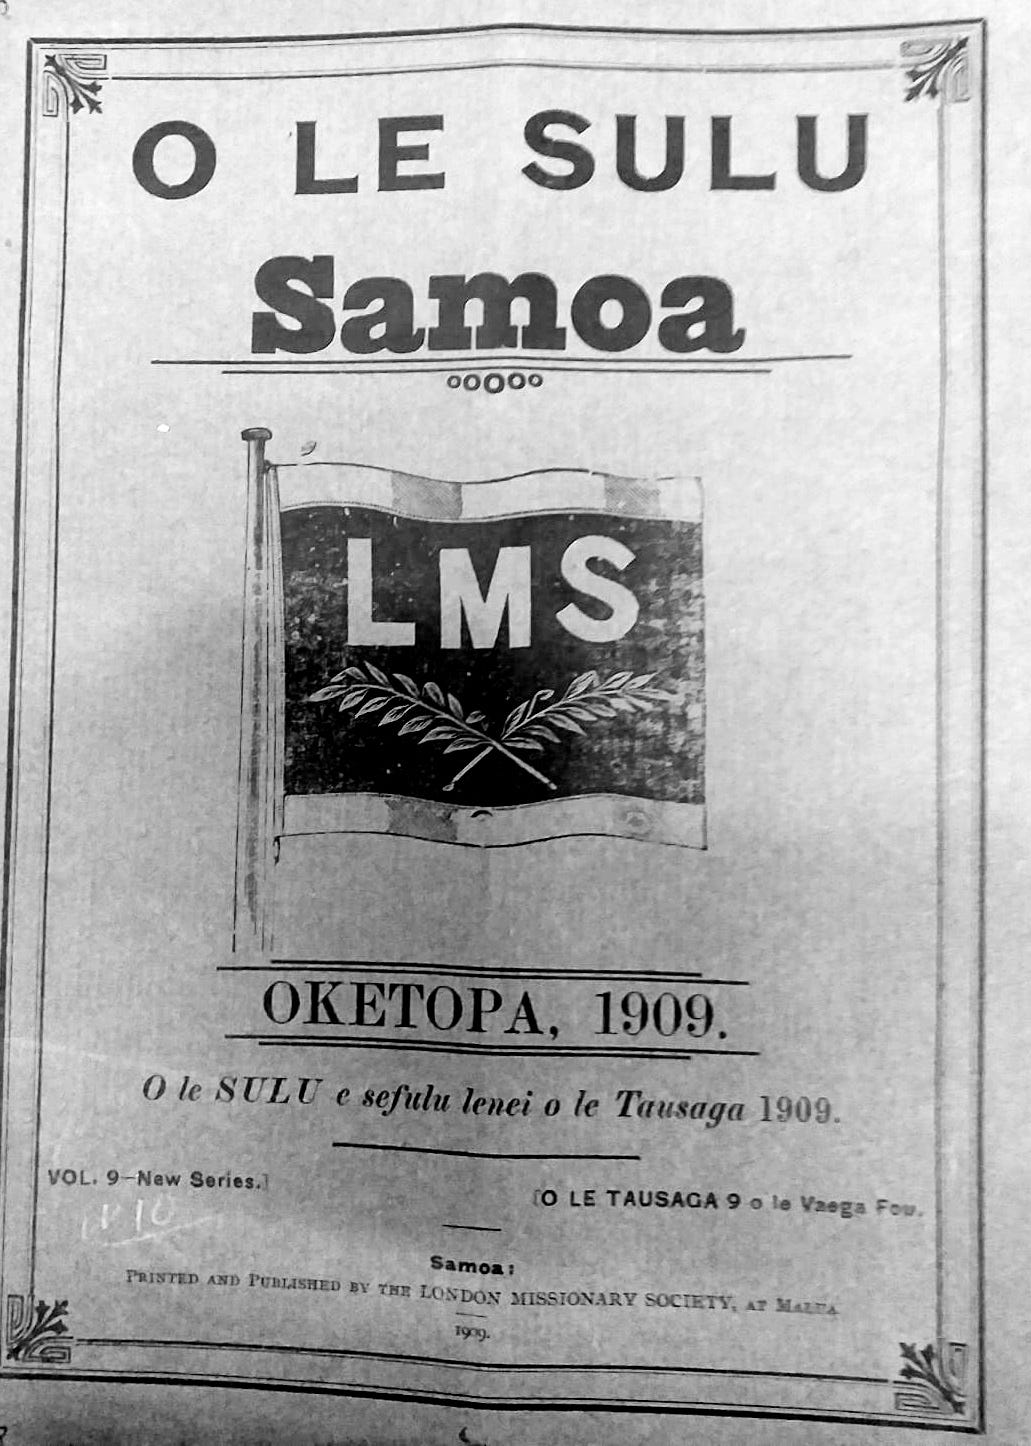 O LE SULU
Samoa
LMS
OKETOPA, 1909.
O le SULU e sefulu lenei o le Tausaga 1909.
VOL. 9—New Series.]
[O LE TAUSAGA 9 o le Vaega Fou.
Samoa:
PRINTED AND PUBLISHED BY THE LONDON MISSIONARY SOCIETY, AT MALUA
1909.